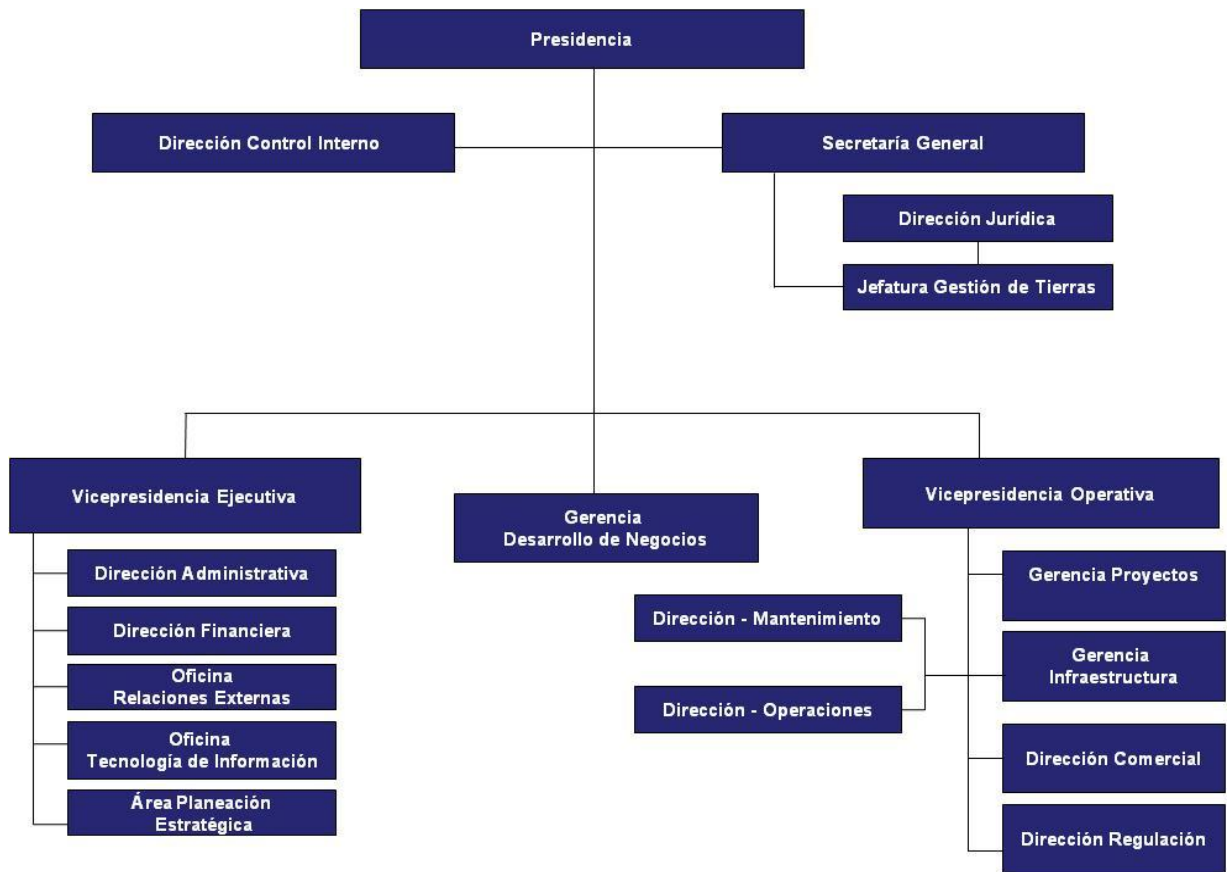 Presidencia
Dirección Control Interno
Secretaría General
Dirección Jurídica
Jefatura Gestión de Tierras
Vicepresidencia Ejecutiva
Dirección Administrativa
Dirección Financiera
Oficina
Relaciones Externas
Oficina
Tecnología de Información
Área Planeación
Estratégica
Gerencia
Desarrollo de Negocios
Vicepresidencia Operativa
Dirección - Mantenimiento
Dirección - Operaciones
Gerencia Proyectos
Gerencia
Infraestructura
Dirección Comercial
Dirección Regulación